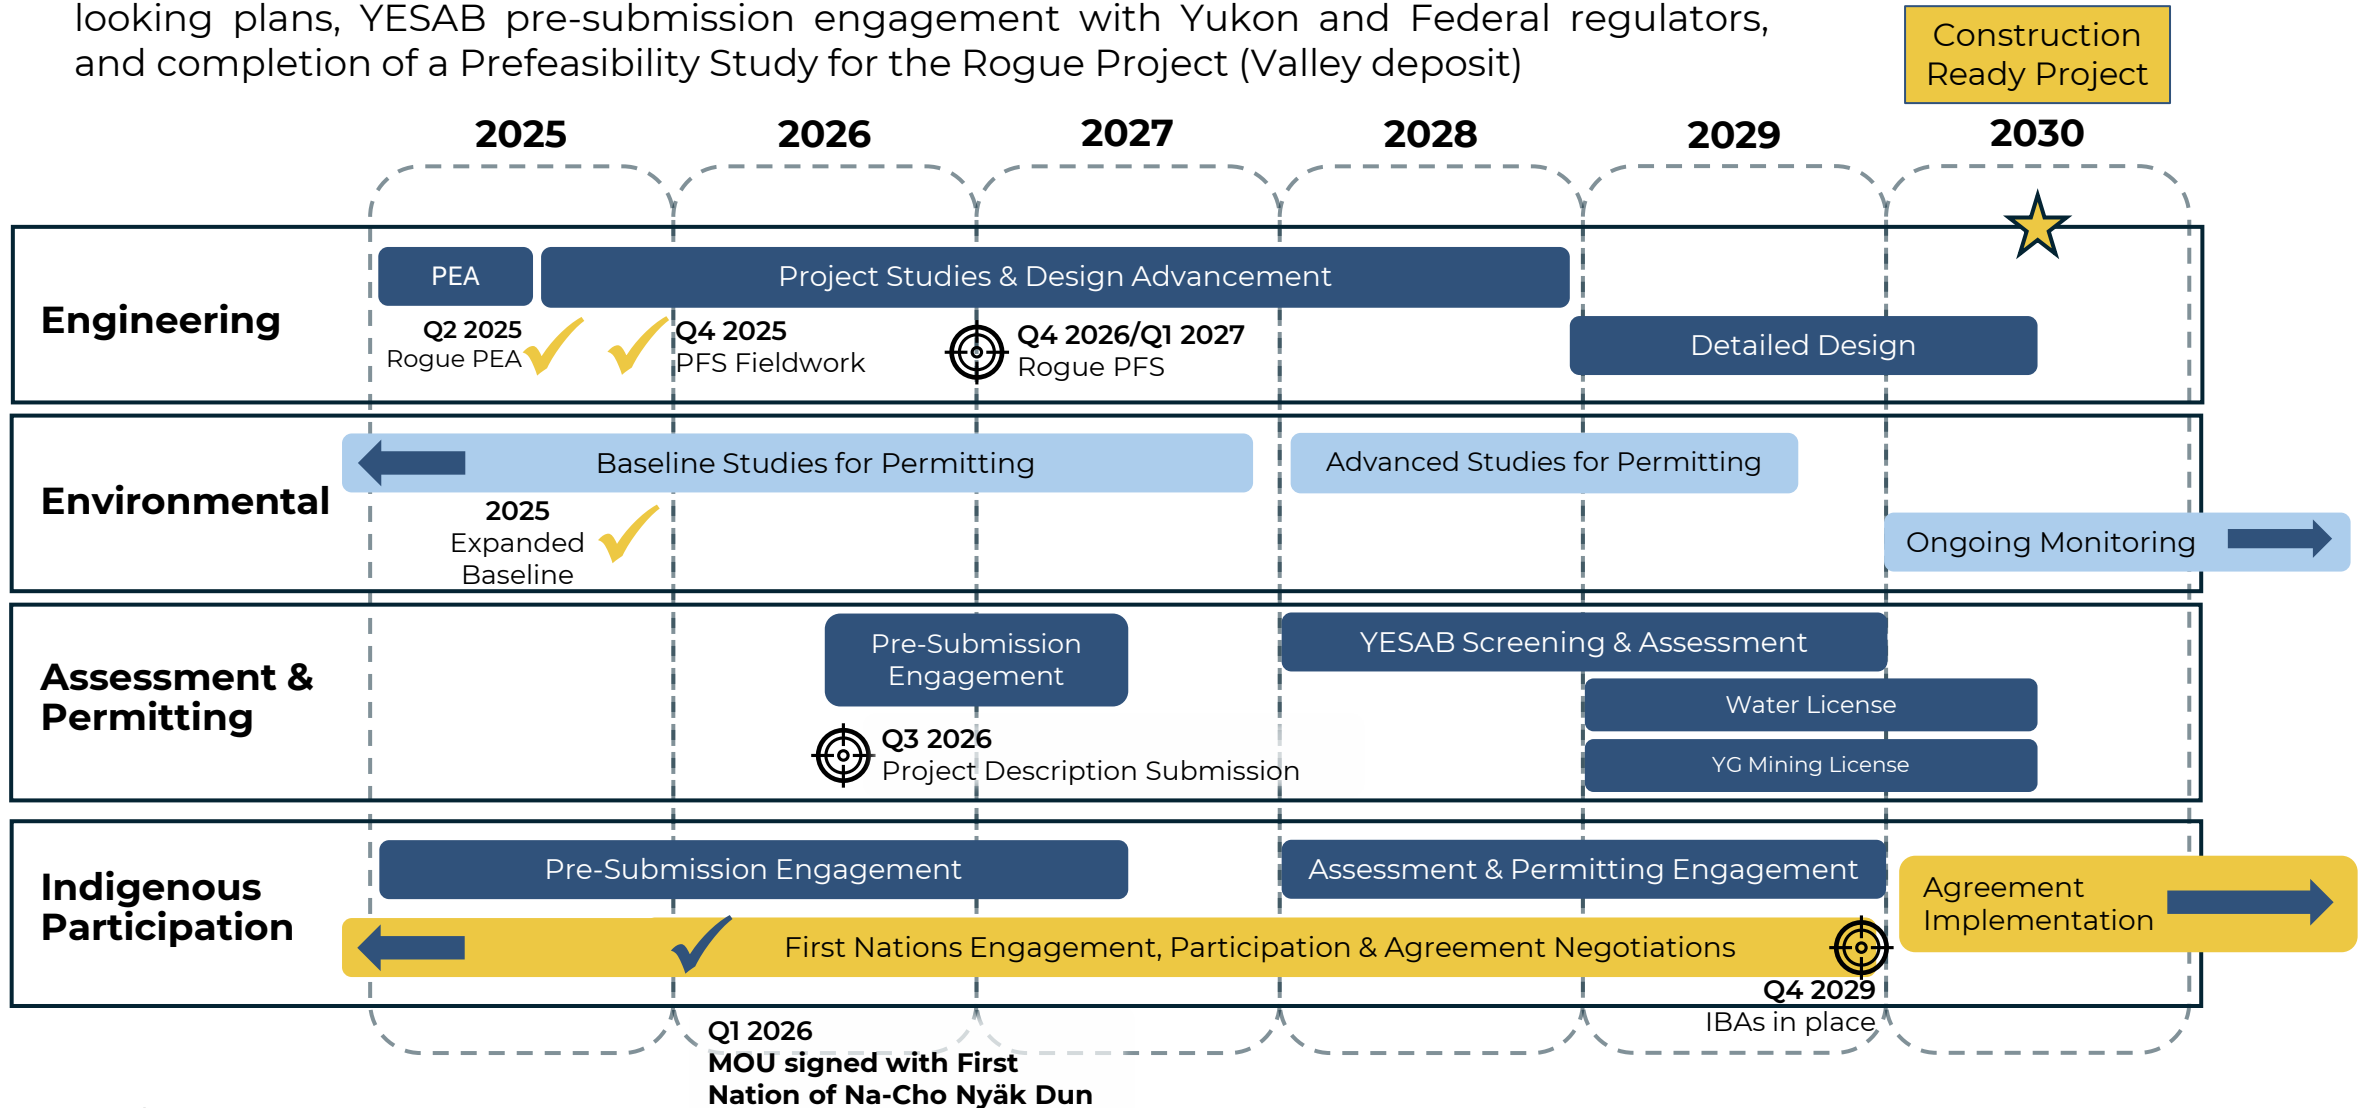 looking plans, YESAB pre-submission engagement with Yukon and Federal regulators,
and completion of a Prefeasibility Study for the Rogue Project (Valley deposit)
Construction
Ready Project
2025
2026
2027
2028
2029
2030
Engineering
PEA
Project Studies & Design Advancement
Q2 2025
Rogue PEA
Q4 2025
PFS Fieldwork
Q4 2026/Q1 2027
Rogue PFS
Detailed Design
Environmental
Baseline Studies for Permitting
Advanced Studies for Permitting
2025
Expanded
Baseline
Ongoing Monitoring
Assessment &
Permitting
Pre-Submission
Engagement
YESAB Screening & Assessment
Water License
YG Mining License
Q3 2026
Project Description Submission
Indigenous
Participation
Pre-Submission Engagement
Assessment & Permitting Engagement
Agreement
Implementation
First Nations Engagement, Participation & Agreement Negotiations
Q4 2029
IBAs in place
Q1 2026
MOU signed with First
Nation of Na-Cho Nyäk Dun